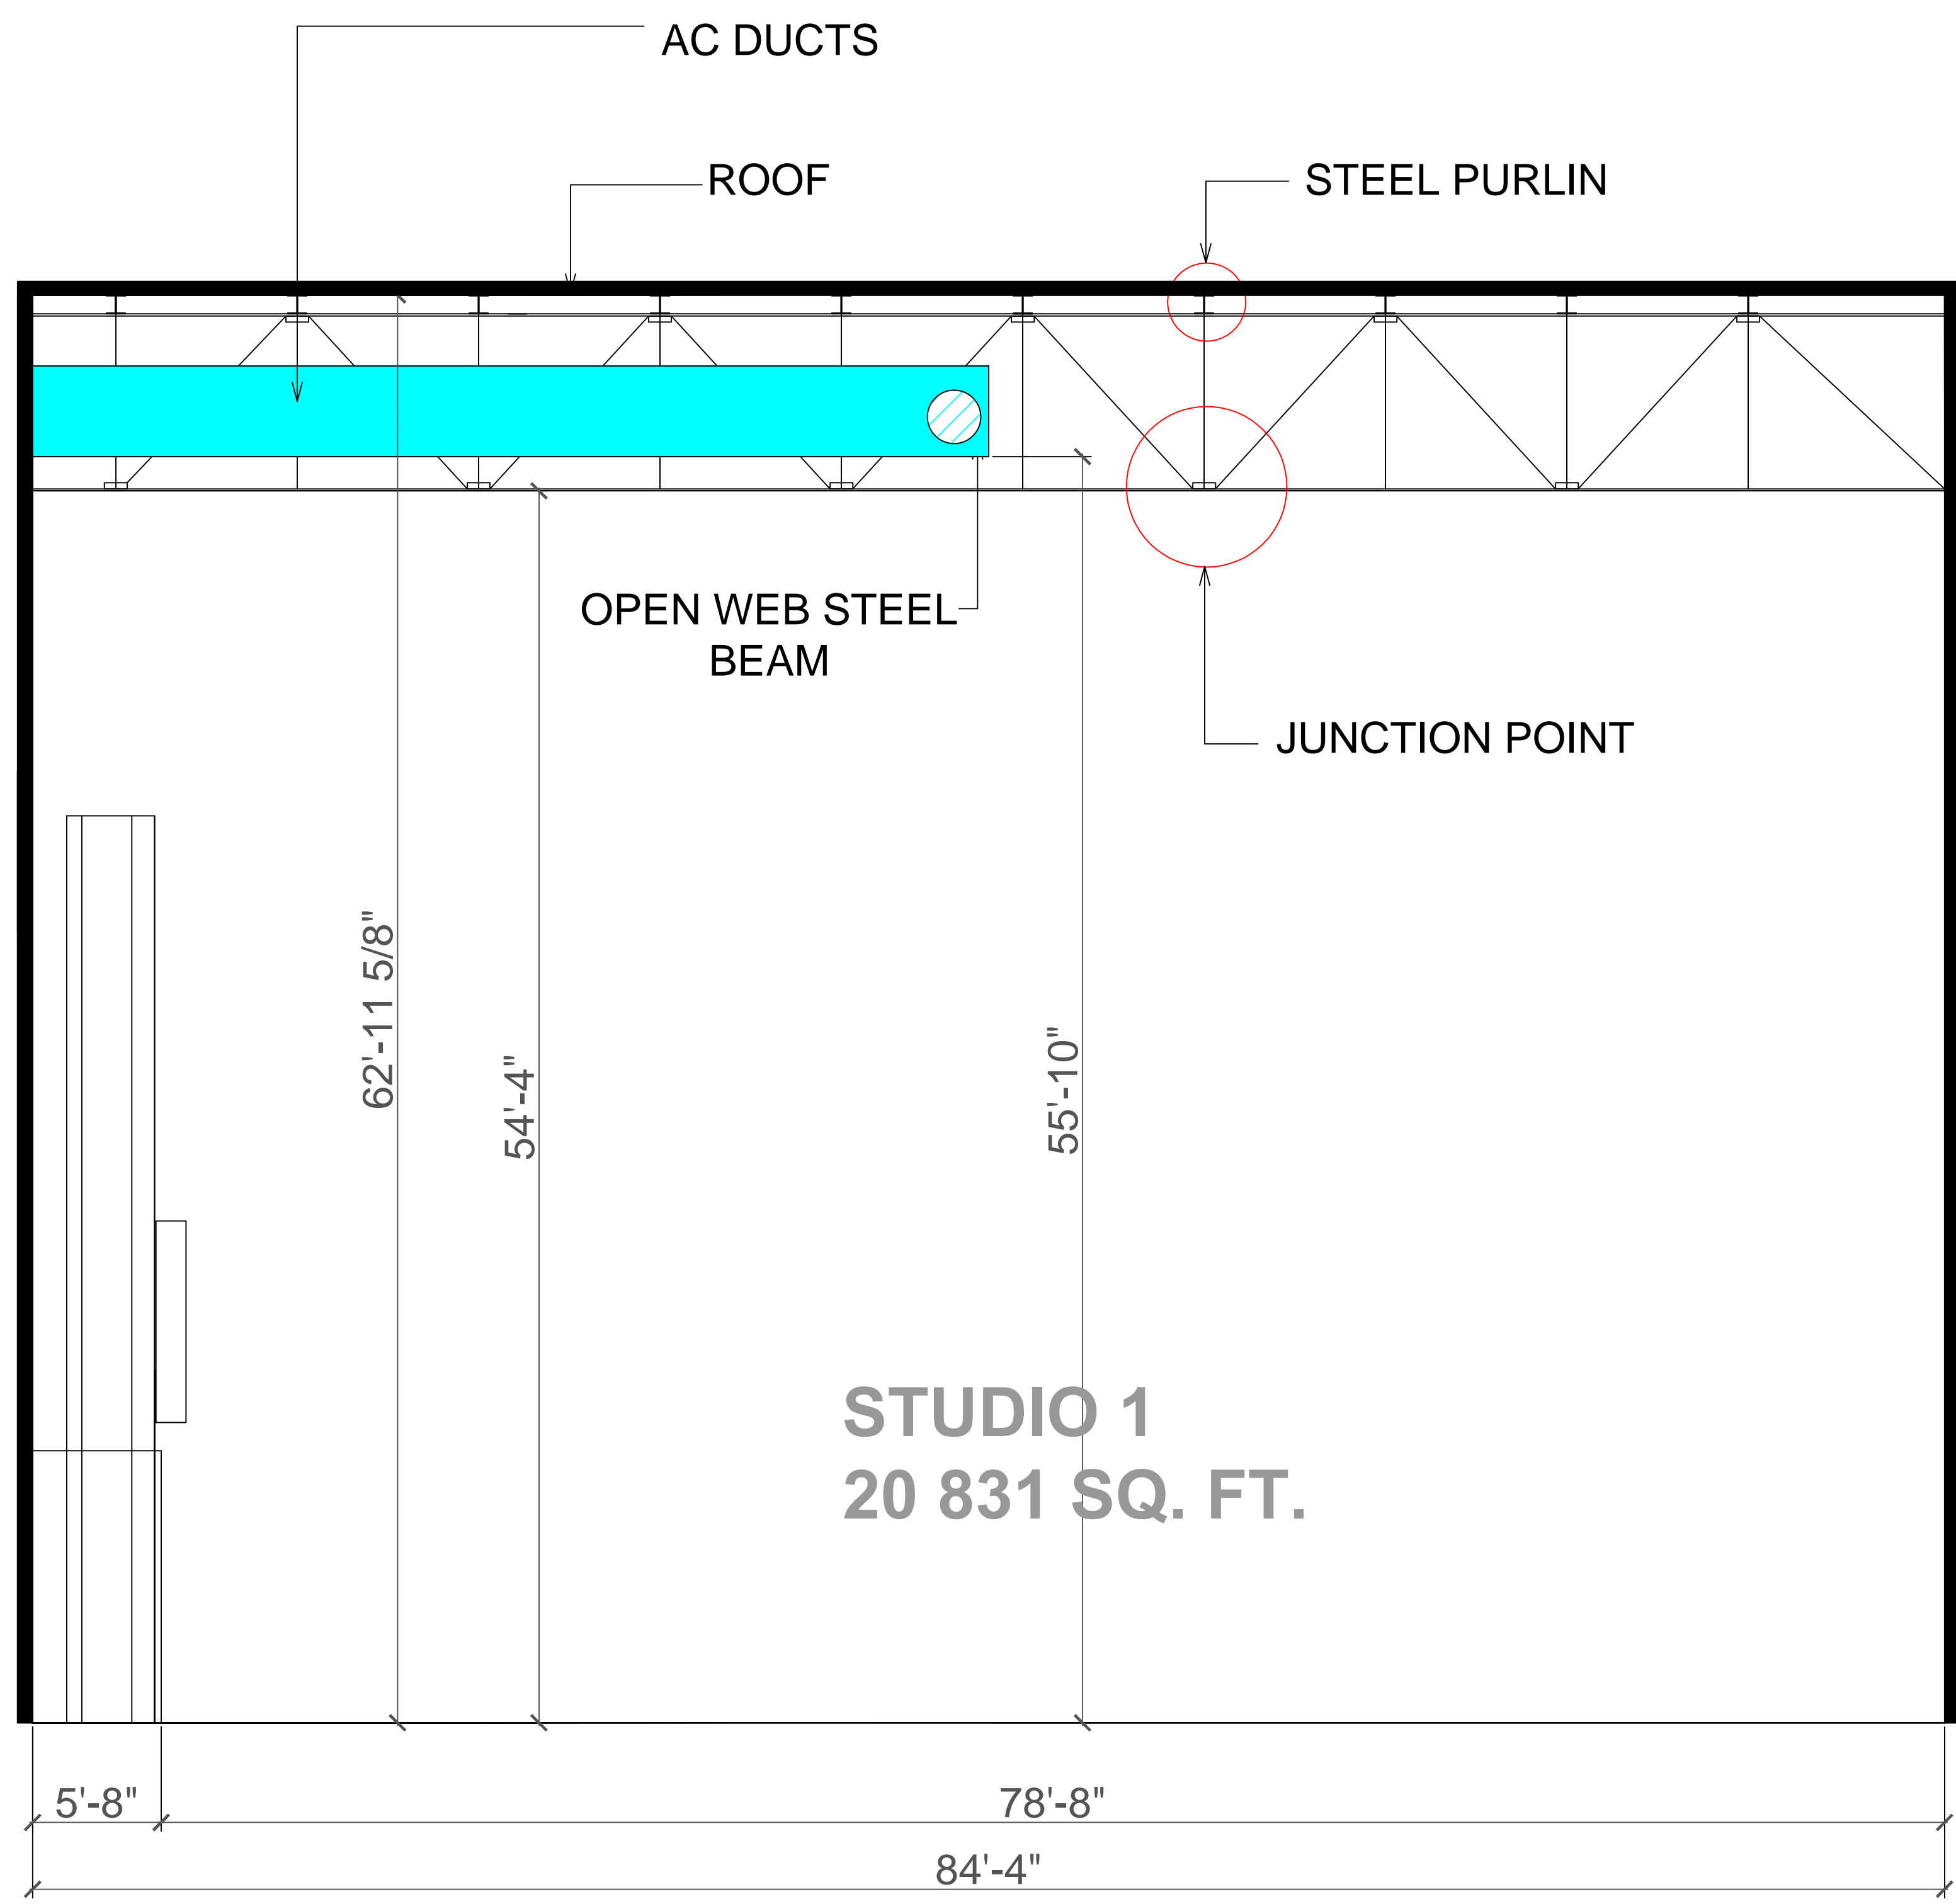 AC DUCTS
ROOF
STEEL PURLIN
OPEN WEB STEEL
BEAM
JUNCTION POINT
62'-11 5/8"
54'-4"
55'-10"
STUDIO 1
20 831 SQ. FT.
5'-8"
78'-8"
84'-4"